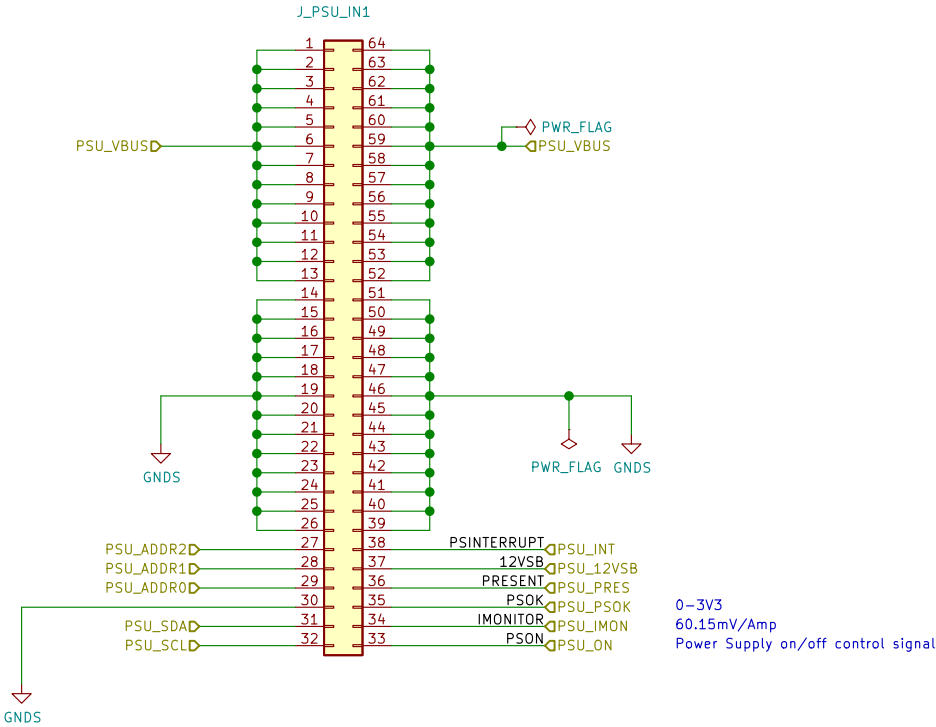 J_PSU_IN1
1 64
2 63
3 62
4 61
5 60 PWR_FLAG
PSU_VBUS 6 59 PSU_VBUS
7 58
8 57
9 56
10 55
11 54
12 53
13 52
14 51
15 50
16 49
17 48
18 47
19 46
20 45
21 44
22 43
23 42
PWR_FLAG GNDS
GNDS
24 41
25 40
26 39
PSU_ADDR2 27 38 PSINTERRUPT PSU_INT
PSU_ADDR1 28 37 12VSB PSU_12VSB
PSU_ADDR0 29 36 PRESENT PSU_PRES
30 35 PSOK PSU_PSOK 0-3V3
PSU_SDA 31 34 IMONITOR PSU_IMON 60.15mV/Amp
PSU_SCL 32 33 PSON PSU_ON Power Supply on/off control signal
GNDS